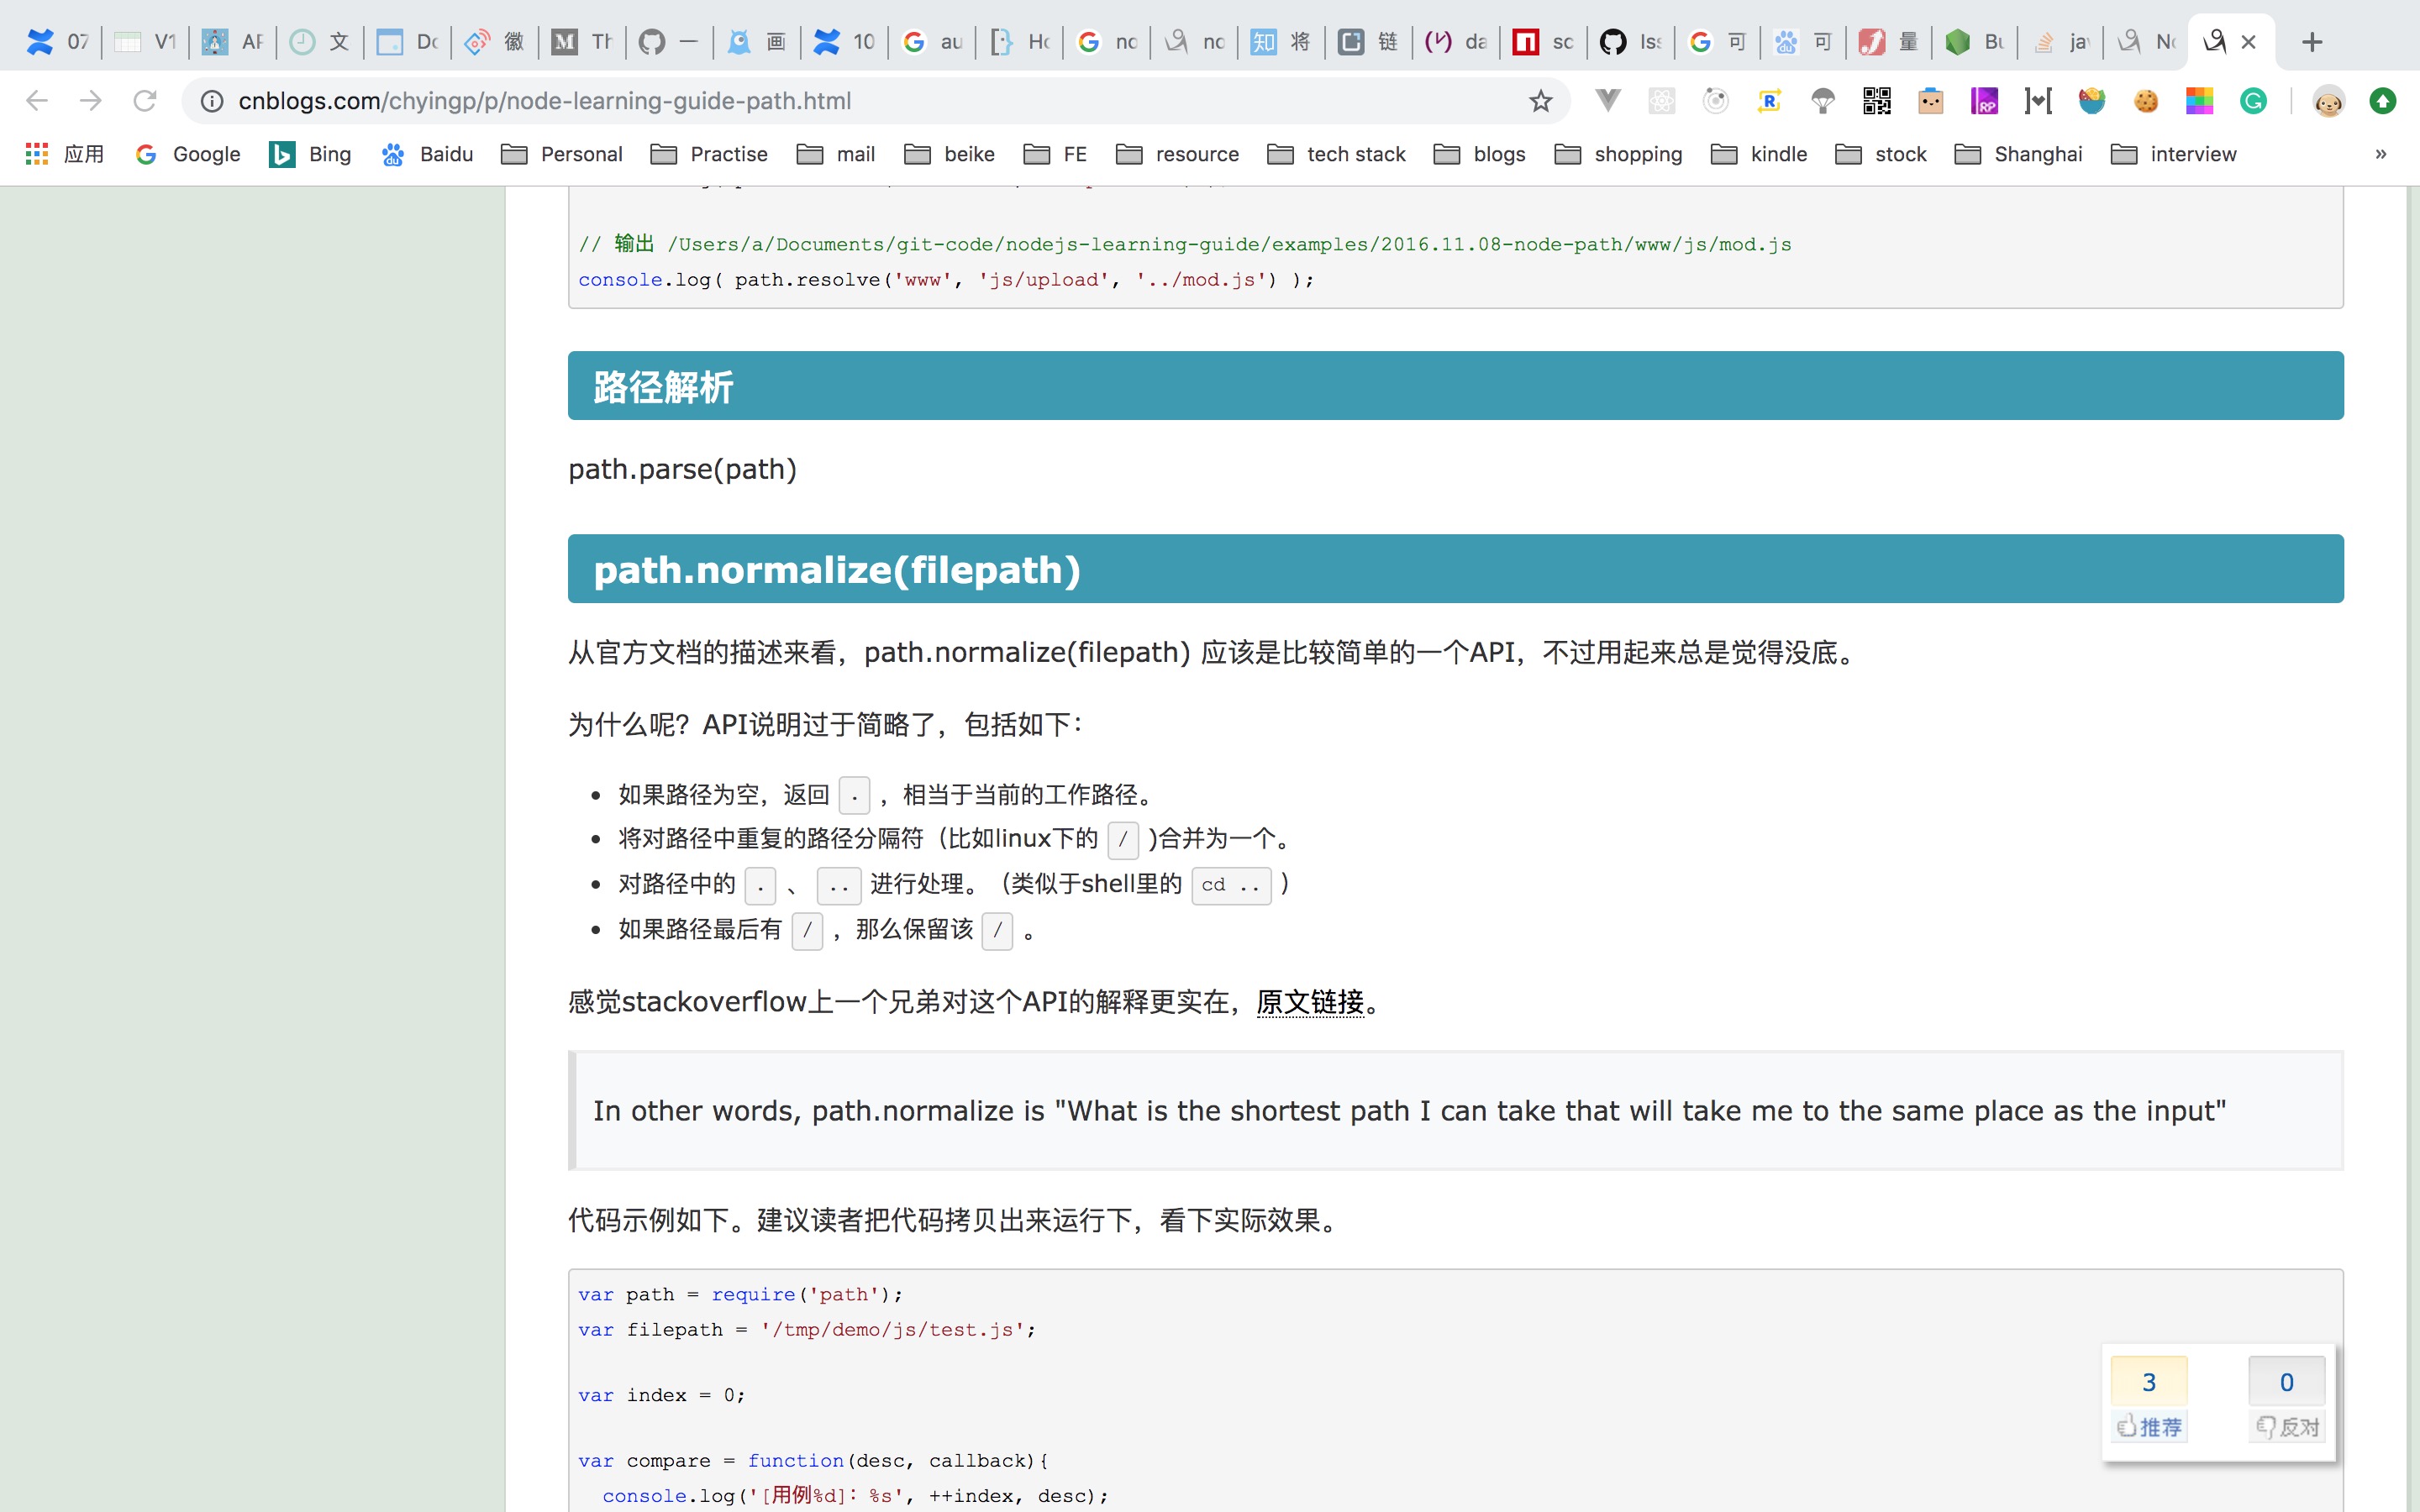 07
V1
文
徽
Th
一
画
10
au
no
no
知 将
链
da
sc
可
可
量
cnblogs.com/chyingp/p/node-learning-guide-path.html
应用 Google Bing Baidu Personal Practise mail beike FE resource tech stack blogs shopping kindle stock Shanghai interview »
// 输出 /Users/a/Documents/git-code/nodejs-learning-guide/examples/2016.11.08-node-path/www/js/mod.js
console.log( path.resolve('www', 'js/upload', '../mod.js') );
路径解析
path.parse(path)
path.normalize(filepath)
从官方文档的描述来看，path.normalize(filepath) 应该是比较简单的一个API，不过用起来总是觉得没底。
为什么呢？API说明过于简略了，包括如下：
如果路径为空，返回 . ，相当于当前的工作路径。
将对路径中重复的路径分隔符（比如linux下的 / )合并为一个。
对路径中的 . 、 .. 进行处理。（类似于shell里的 cd .. ）
如果路径最后有 / ，那么保留该 / 。
感觉stackoverflow上一个兄弟对这个API的解释更实在，原文链接。
In other words, path.normalize is "What is the shortest path I can take that will take me to the same place as the input"
代码示例如下。建议读者把代码拷贝出来运行下，看下实际效果。
var path = require('path');
var filepath = '/tmp/demo/js/test.js';
var index = 0;
var compare = function(desc, callback){
console.log('[用例%d]：%s', ++index, desc);
3 0
推荐 反对